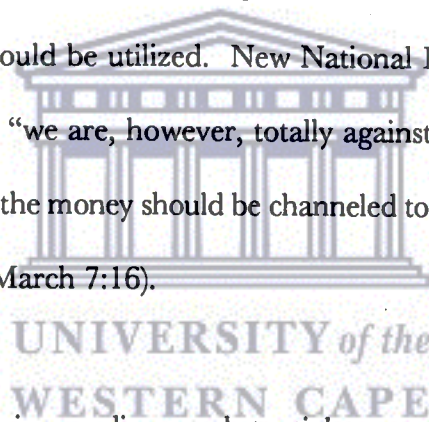 ould be utilized. New National
“we are, however, totally against
the money should be channeled to
March 7:16).
UNIVERSITY of the
WESTERN CAPE